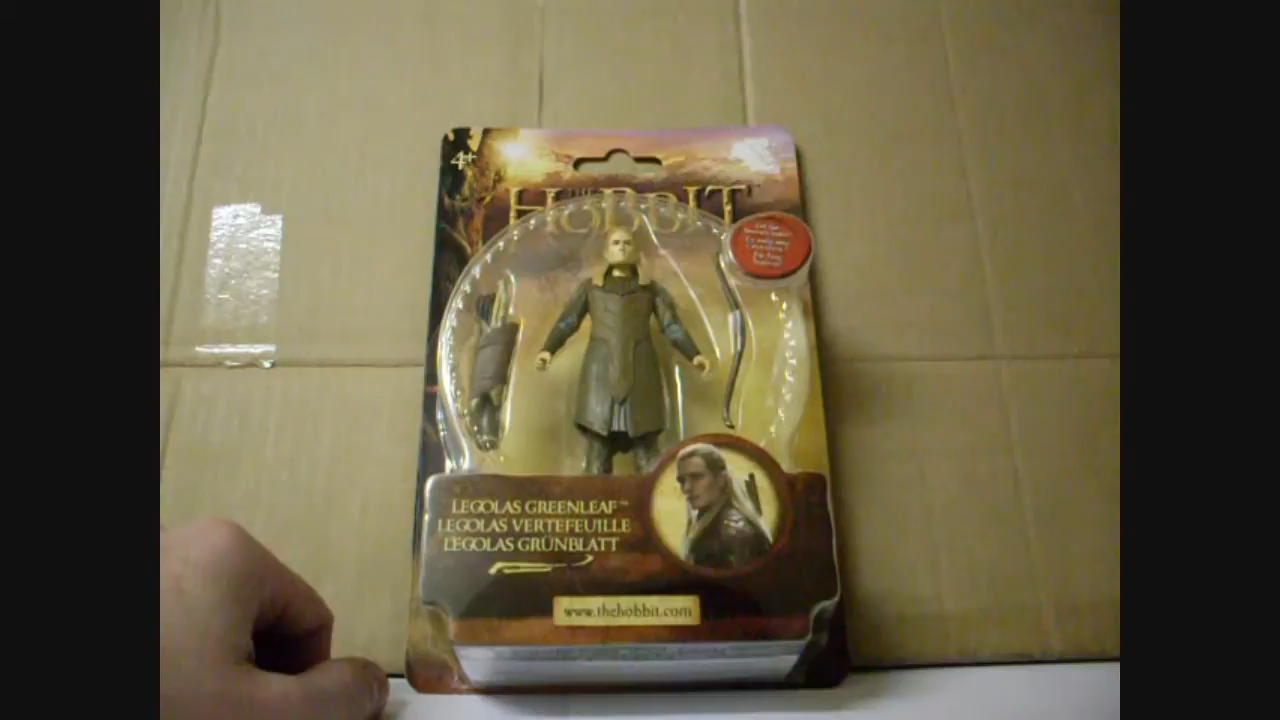 4+
THE
HOBBIT
LEGOLAS GREENLEAF™
LEGOLAS VERTEFEUILLE
LEGOLAS GRÜNBLATT
www.thehobbit.com